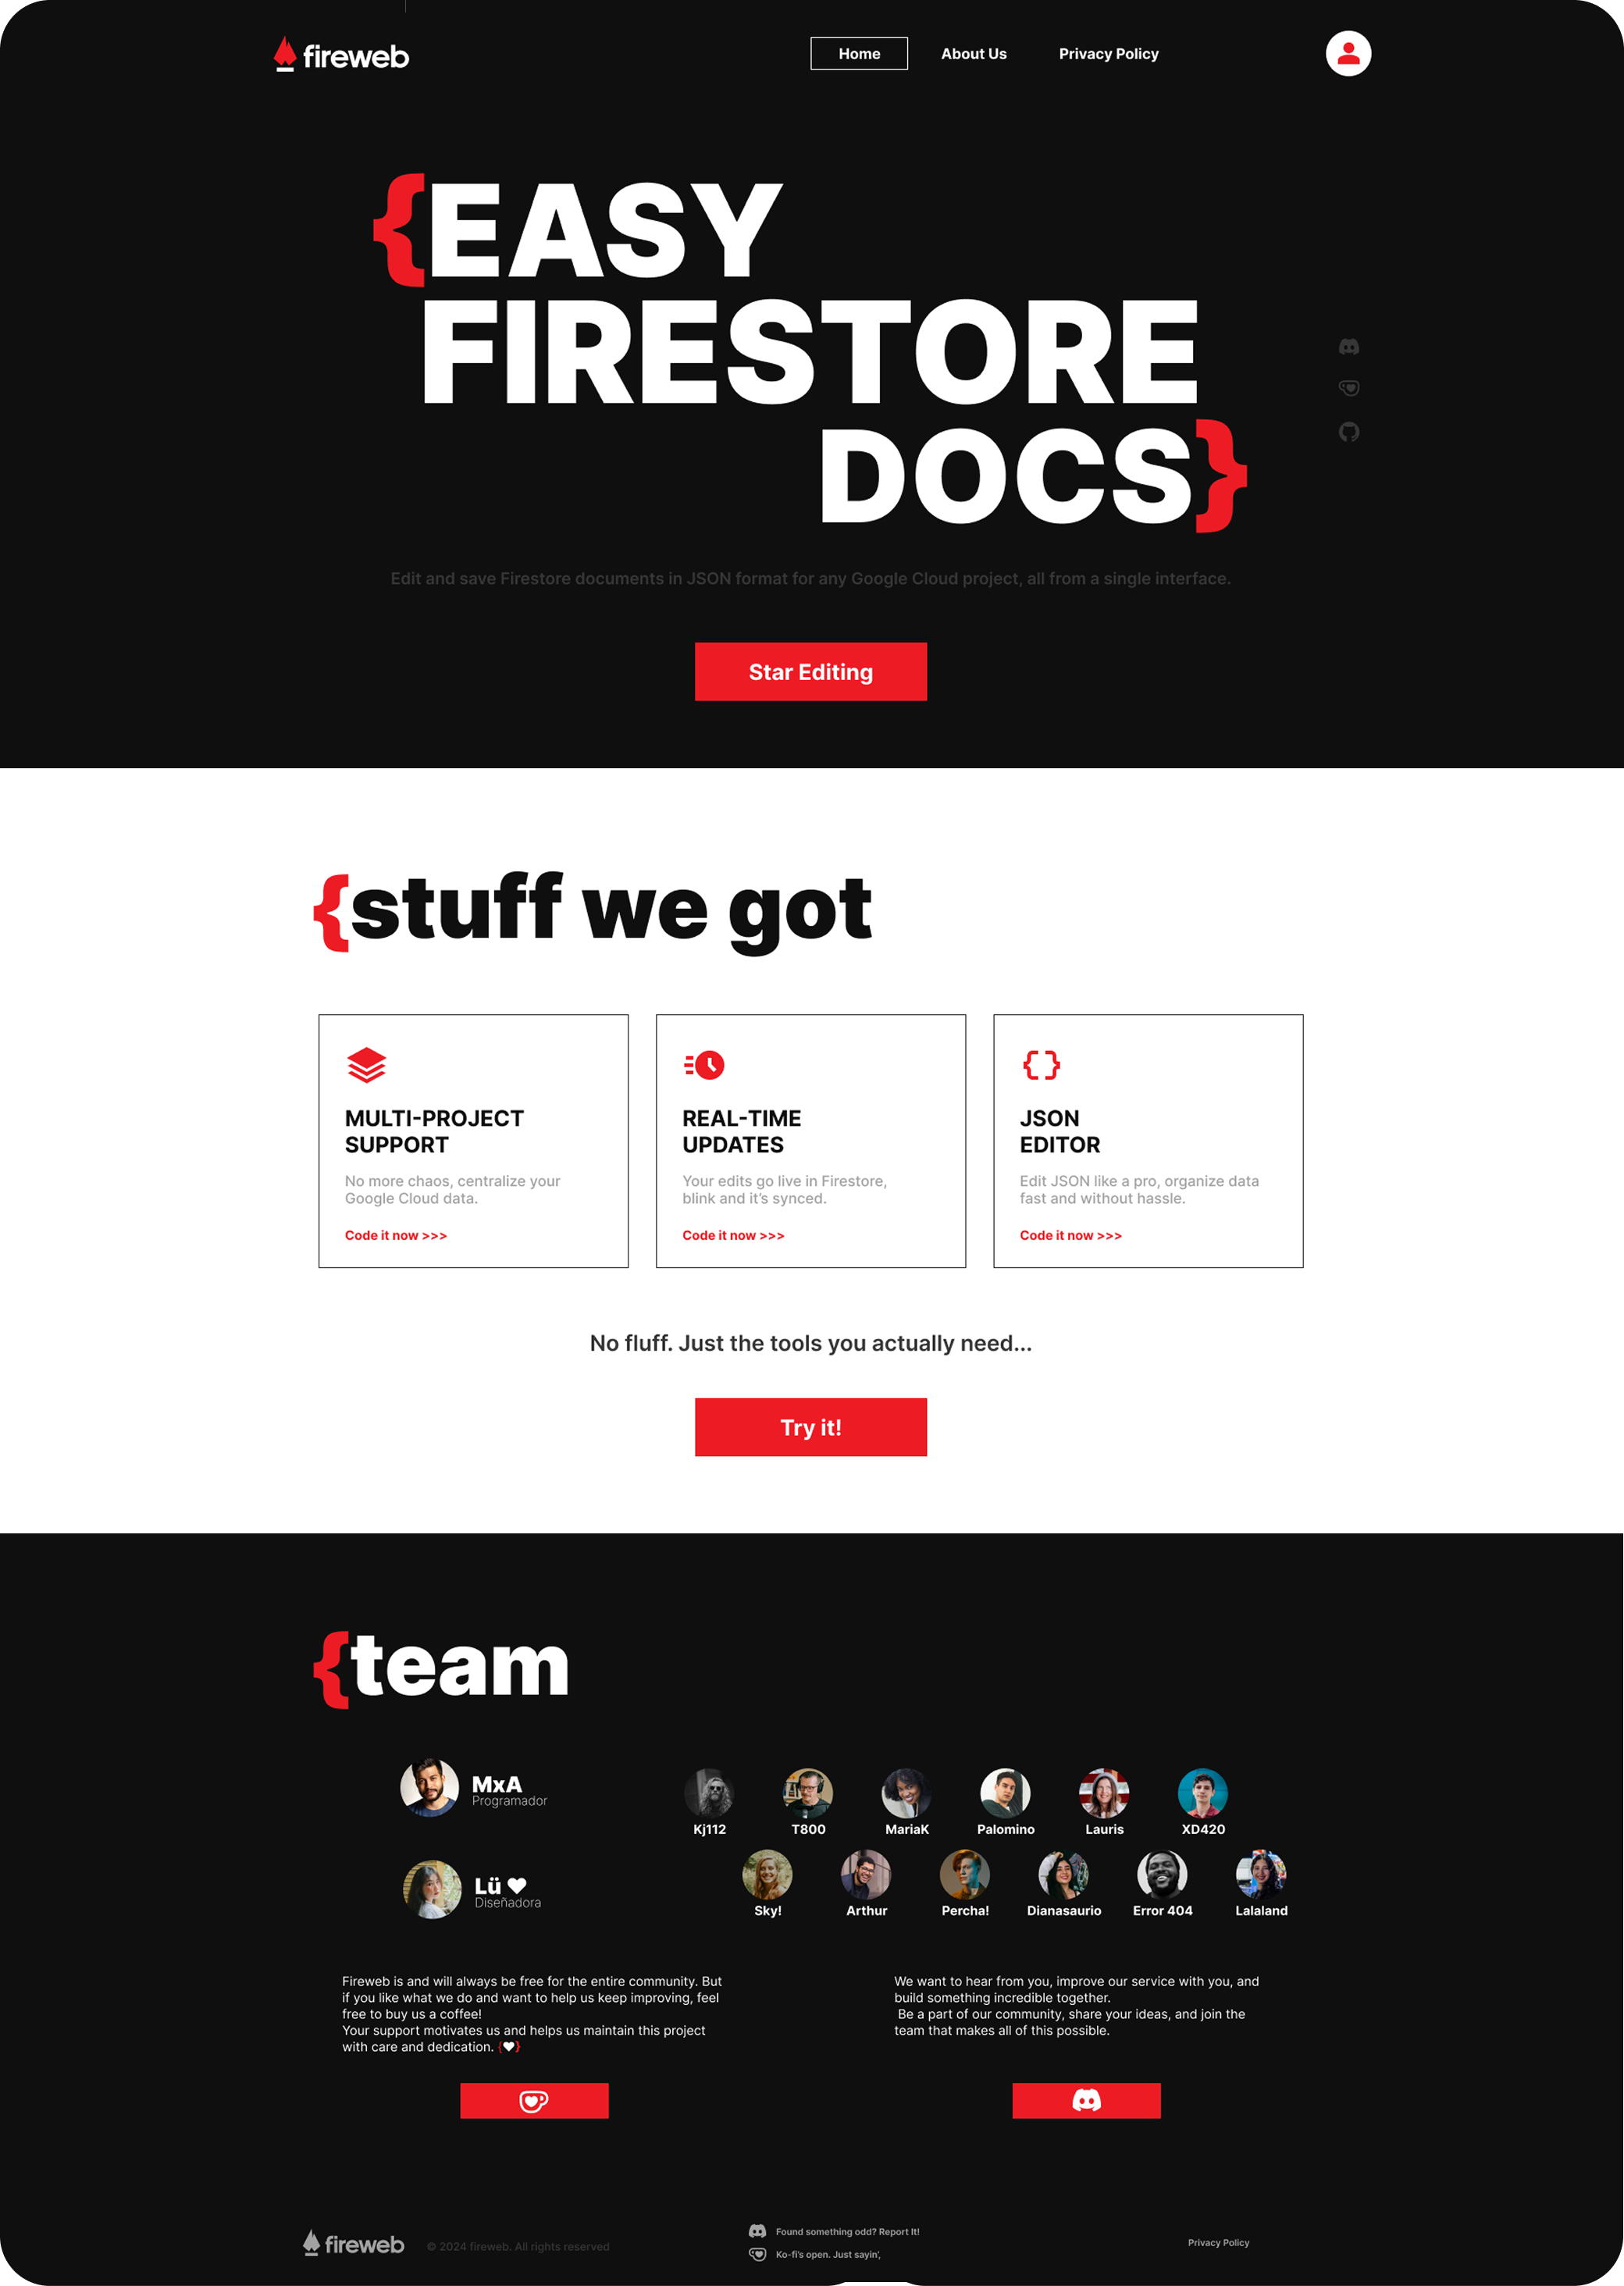 fireweb
Home
About Us
Privacy Policy
{EASY
FIRESTORE
DOCS}
Edit and save Firestore documents in JSON format for any Google Cloud project, all from a single interface.
Star Editing
{stuff we got
MULTI-PROJECT
SUPPORT
No more chaos, centralize your
Google Cloud data.
Code it now >>>
REAL-TIME
UPDATES
Your edits go live in Firestore,
blink and it's synced.
Code it now >>>
{ }
JSON
EDITOR
Edit JSON like a pro, organize data
fast and without hassle.
Code it now >>>
No fluff. Just the tools you actually need...
Try it!
{team
MxA
Programador
Lü ♥
Diseñadora
Kj112
T800
MariaK
Palomino
Lauris
XD420
Sky!
Arthur
Percha!
Dianasaurio
Error 404
Lalaland
Fireweb is and will always be free for the entire community. But
if you like what we do and want to help us keep improving, feel
free to buy us a coffee!
Your support motivates us and helps us maintain this project
with care and dedication. {♥}
We want to hear from you, improve our service with you, and
build something incredible together.
Be a part of our community, share your ideas, and join the
team that makes all of this possible.
fireweb
© 2024 fireweb. All rights reserved
Found something odd? Report It!
Ko-fi's open. Just sayin',
Privacy Policy